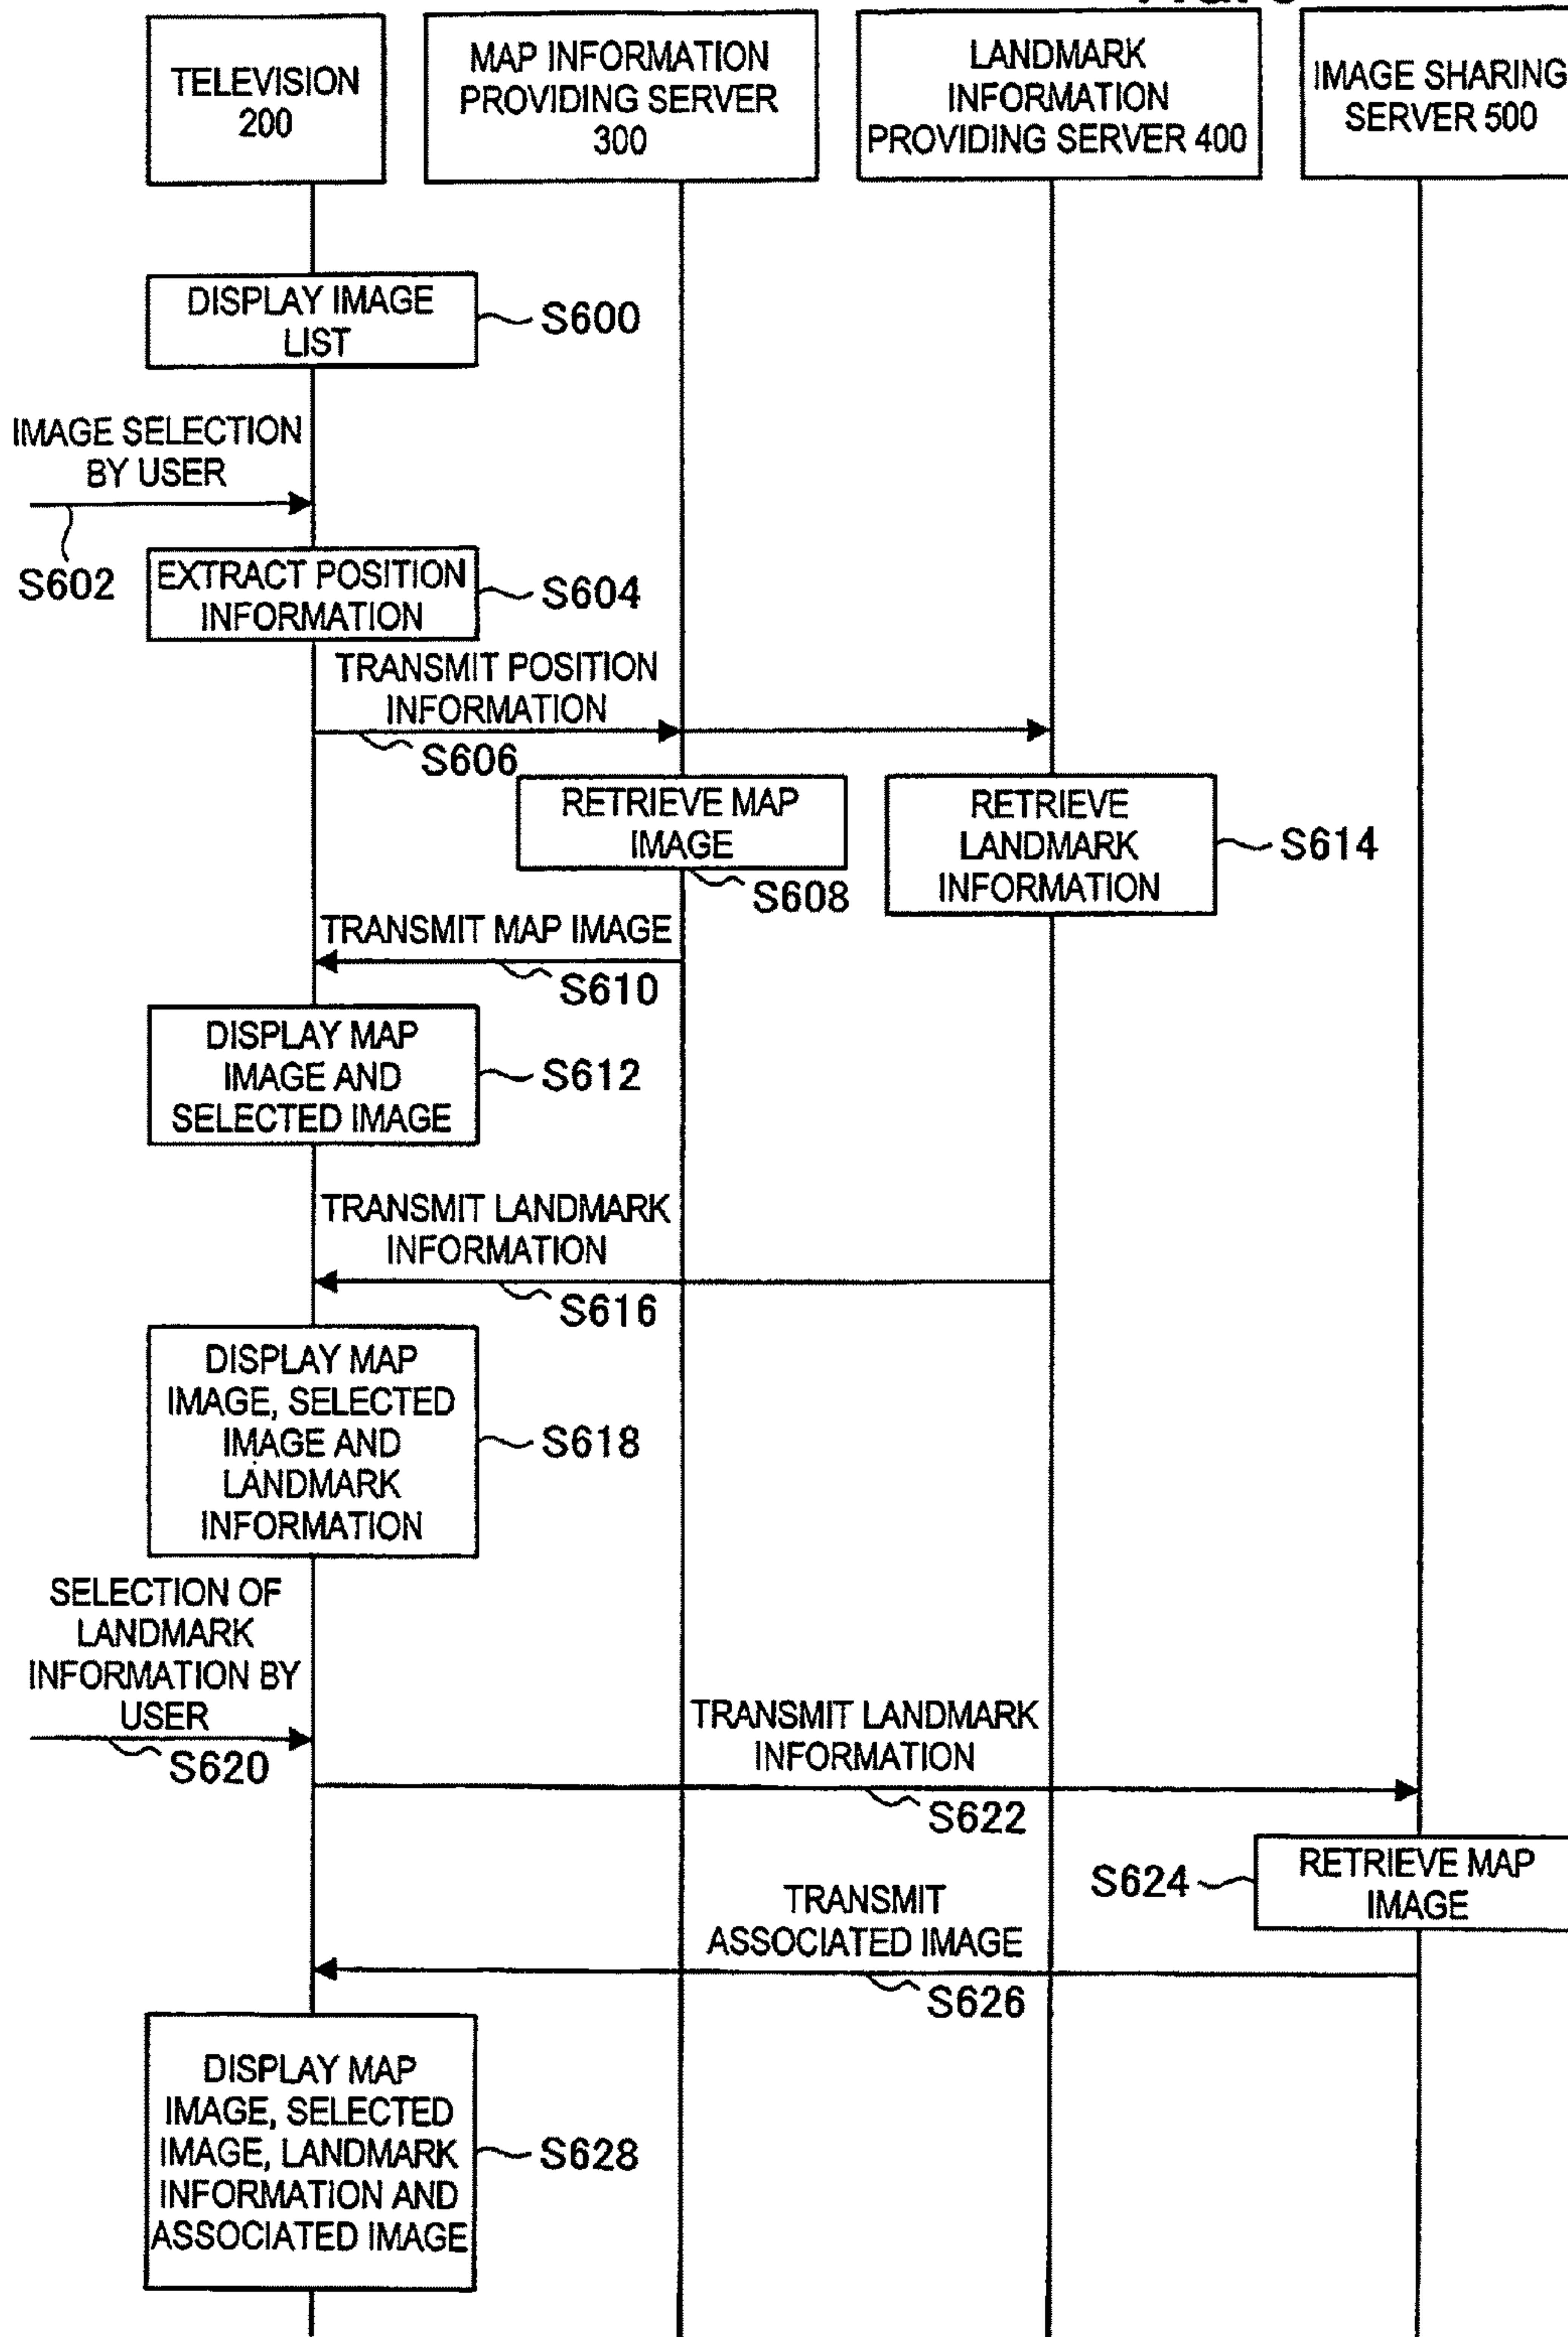 TELEVISION
200
MAP INFORMATION
PROVIDING SERVER
300
LANDMARK
INFORMATION
PROVIDING SERVER 400
IMAGE SHARING
SERVER 500
DISPLAY IMAGE
LIST
S600
IMAGE SELECTION
BY USER
S602
EXTRACT POSITION
INFORMATION
S604
TRANSMIT POSITION
INFORMATION
S606
RETRIEVE MAP
IMAGE
S608
RETRIEVE
LANDMARK
INFORMATION
S614
TRANSMIT MAP IMAGE
S610
DISPLAY MAP
IMAGE AND
SELECTED IMAGE
S612
TRANSMIT LANDMARK
INFORMATION
S616
DISPLAY MAP
IMAGE, SELECTED
IMAGE AND
LANDMARK
INFORMATION
S618
SELECTION OF
LANDMARK
INFORMATION BY
USER
S620
TRANSMIT LANDMARK
INFORMATION
S622
S624
RETRIEVE MAP
IMAGE
TRANSMIT
ASSOCIATED IMAGE
S626
DISPLAY MAP
IMAGE, SELECTED
IMAGE, LANDMARK
INFORMATION AND
ASSOCIATED IMAGE
S628